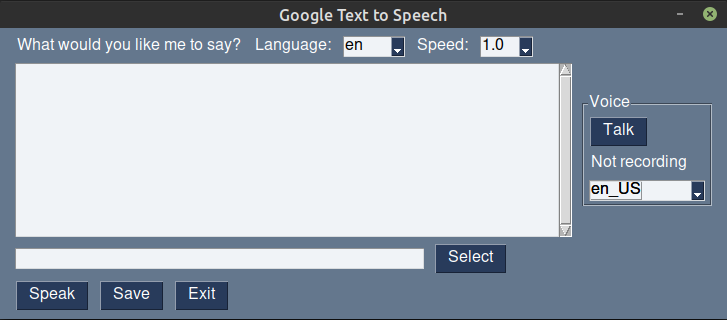 Google Text to Speech
What would you like me to say? Language: en Speed: 1.0
Voice
Talk
Not recording
en_US
Select
Speak Save Exit